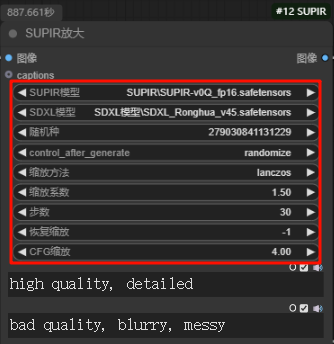 887.661秒
#12 SUPIR
SUPIR放大
图像
图像
captions
SUPIR模型 SUPIR\SUPIR-v0Q_fp16.safetensors
SDXL模型 SDXL模型\SDXL_Ronghua_v45.safetensors
随机种 279030841131229
control_after_generate randomize
缩放方法 lanczos
缩放系数 1.50
步数 30
恢复缩放 -1
CFG缩放 4.00
high quality, detailed
bad quality, blurry, messy